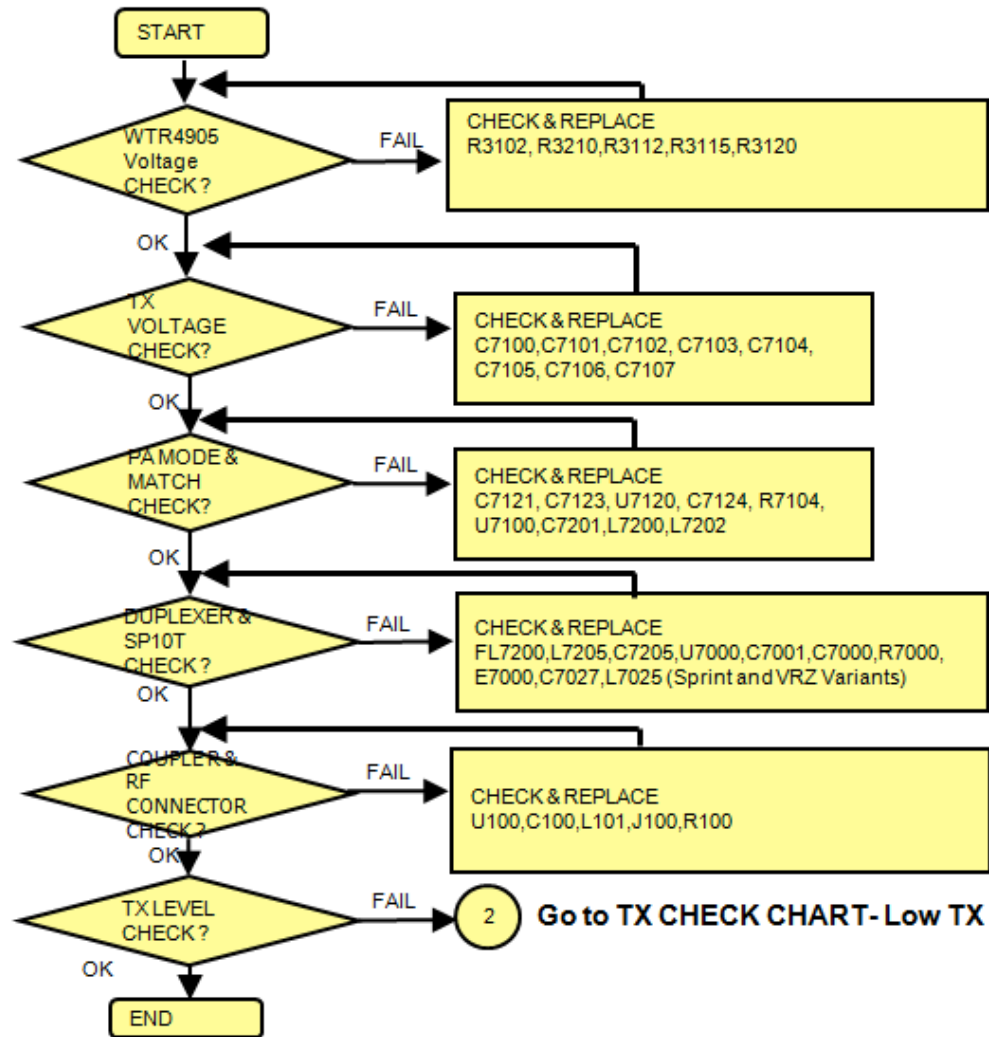 START
WTR4905
Voltage
CHECK ?
FAIL
CHECK & REPLACE
R3102, R3210,R3112,R3115,R3120
OK
TX
VOLTAGE
CHECK?
FAIL
CHECK & REPLACE
C7100,C7101,C7102, C7103, C7104,
C7105, C7106, C7107
OK
PA MODE &
MATCH
CHECK?
FAIL
CHECK & REPLACE
C7121, C7123, U7120, C7124, R7104,
U7100,C7201,L7200,L7202
OK
DUPLEXER &
SP10T
CHECK ?
FAIL
CHECK & REPLACE
FL7200,L7205,C7205,U7000,C7001,C7000,R7000,
E7000,C7027,L7025 (Sprint and VRZ Variants)
OK
COUPLER &
RF
CONNECTOR
CHECK ?
FAIL
CHECK & REPLACE
U100,C100,L101,J100,R100
OK
TX LEVEL
CHECK ?
FAIL
2
Go to TX CHECK CHART- Low TX
OK
END